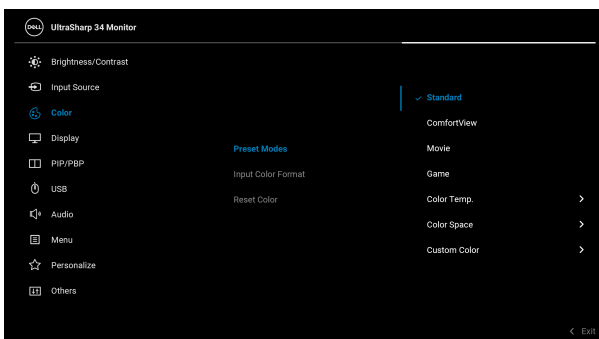 DELL
UltraSharp 34 Monitor
Brightness/Contrast
Input Source
Color
Display
PIP/PBP
USB
Audio
Menu
Personalize
Others
Preset Modes
Input Color Format
Reset Color
Standard
ComfortView
Movie
Game
Color Temp.
Color Space
Custom Color
Exit